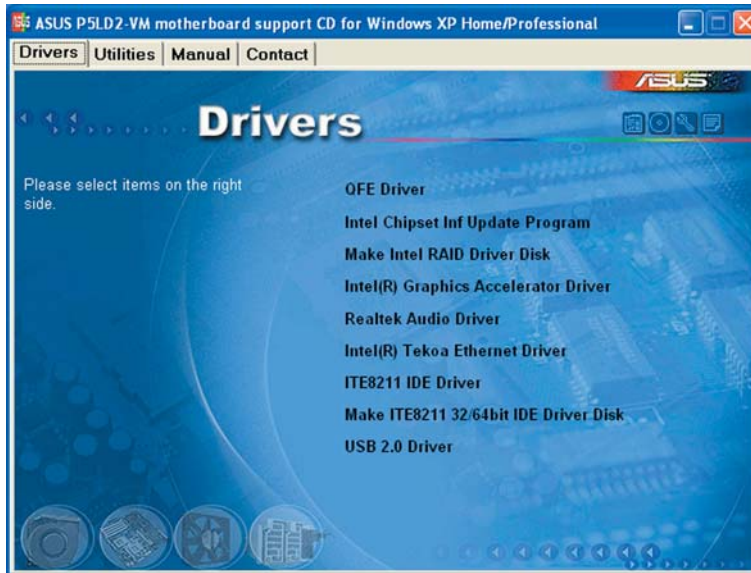 ASUS P5LD2-VM motherboard support CD for Windows XP Home/Professional
Drivers Utilities Manual Contact
ASUS
Drivers
Please select items on the right
side.
QFE Driver
Intel Chipset Inf Update Program
Make Intel RAID Driver Disk
Intel(R) Graphics Accelerator Driver
Realtek Audio Driver
Intel(R) Tekoa Ethernet Driver
ITE8211 IDE Driver
Make ITE8211 32/64bit IDE Driver Disk
USB 2.0 Driver